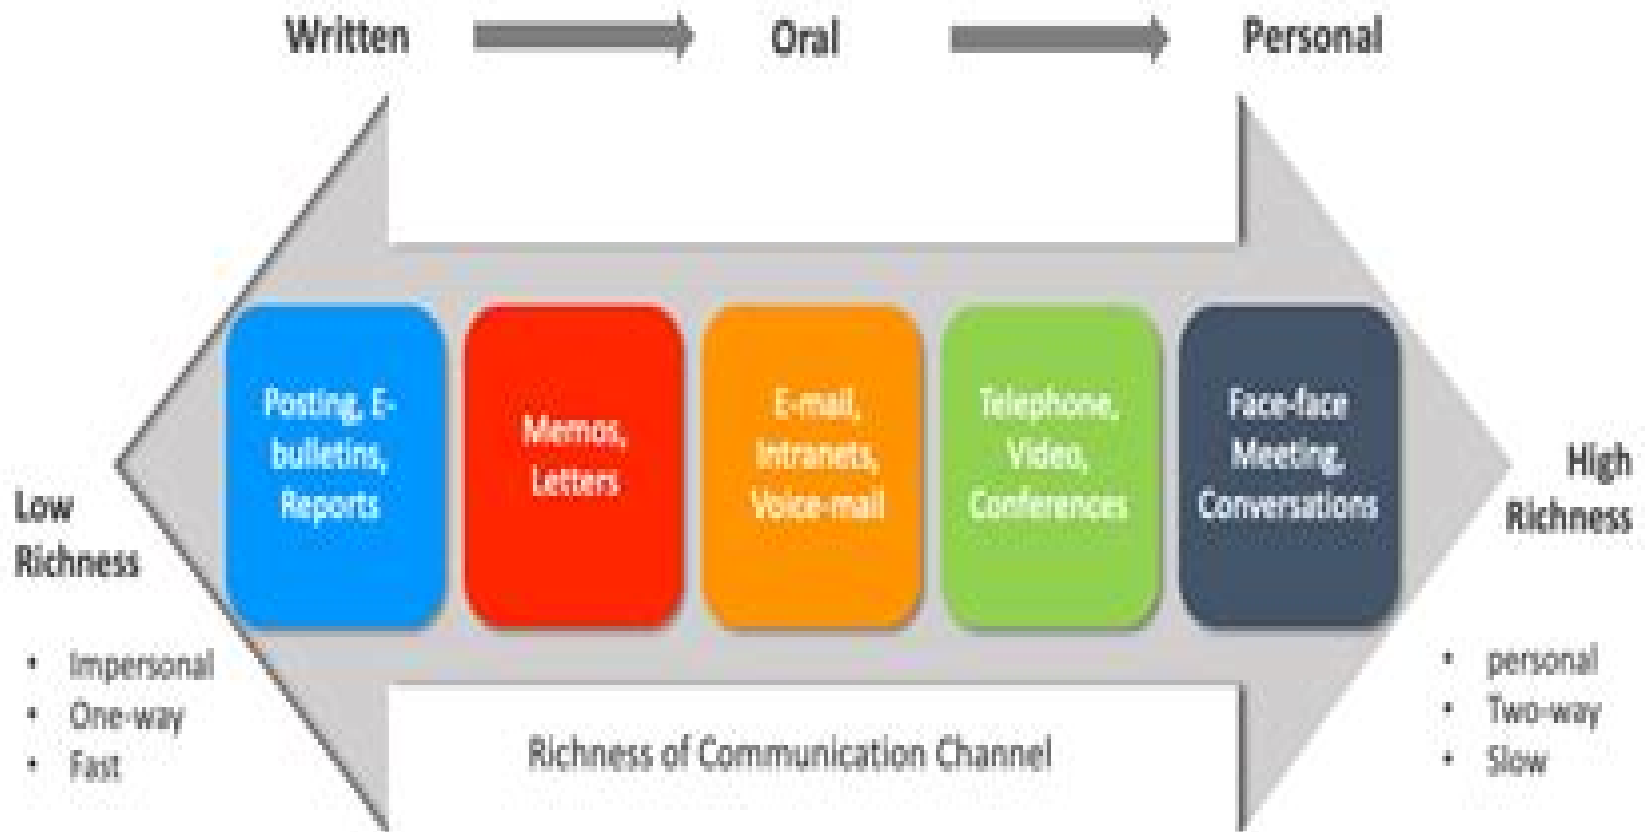 Written
Oral
Personal
Posting, E-
bulletins,
Reports
Memos,
Letters
E-mail,
Intranets,
Voice-mail
Telephone,
Video,
Conferences
Face-face
Meeting,
Conversations
Low
Richness
• Impersonal
• One-way
• Fast
High
Richness
• personal
• Two-way
• Slow
Richness of Communication Channel